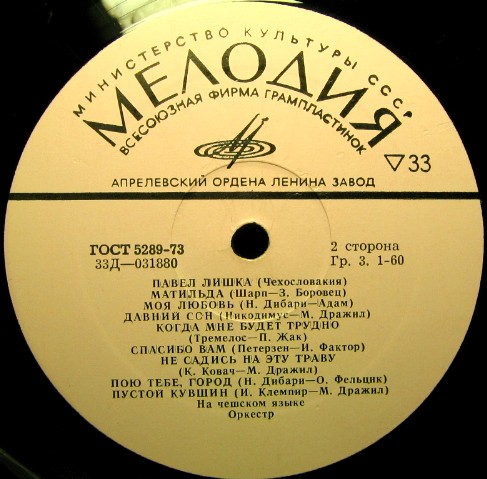 МИНИСТЕРСТВО КУЛЬТУРЫ СССР
МЕЛОДИЯ
ВСЕСОЮЗНАЯ ФИРМА ГРАМПЛАСТИНОК
▽33
АПРЕЛЕВСКИЙ ОРДЕНА ЛЕНИНА ЗАВОД
ГОСТ 5289-73
33Д—031880
2 сторона
Гр. 3. 1-60
ПАВЕЛ ЛИШКА (Чехословакия)
МАТИЛЬДА (Шарп—З. Боровец)
МОЯ ЛЮБОВЬ (Н. Дибари—Адам)
ДАВНИЙ СОН (Никодимус—М. Дражил)
КОГДА МНЕ БУДЕТ ТРУДНО
(Тремелос—П. Жак)
СПАСИБО ВАМ (Петерзен—И. Фактор)
НЕ САДИСЬ НА ЭТУ ТРАВУ
(К. Ковач—М. Дражил)
ПОЮ ТЕБЕ, ГОРОД (Н. Дибари—О. Фельцик)
ПУСТОЙ КУВШИН (И. Клемпир—М. Дражил)
На чешском языке
Оркестр